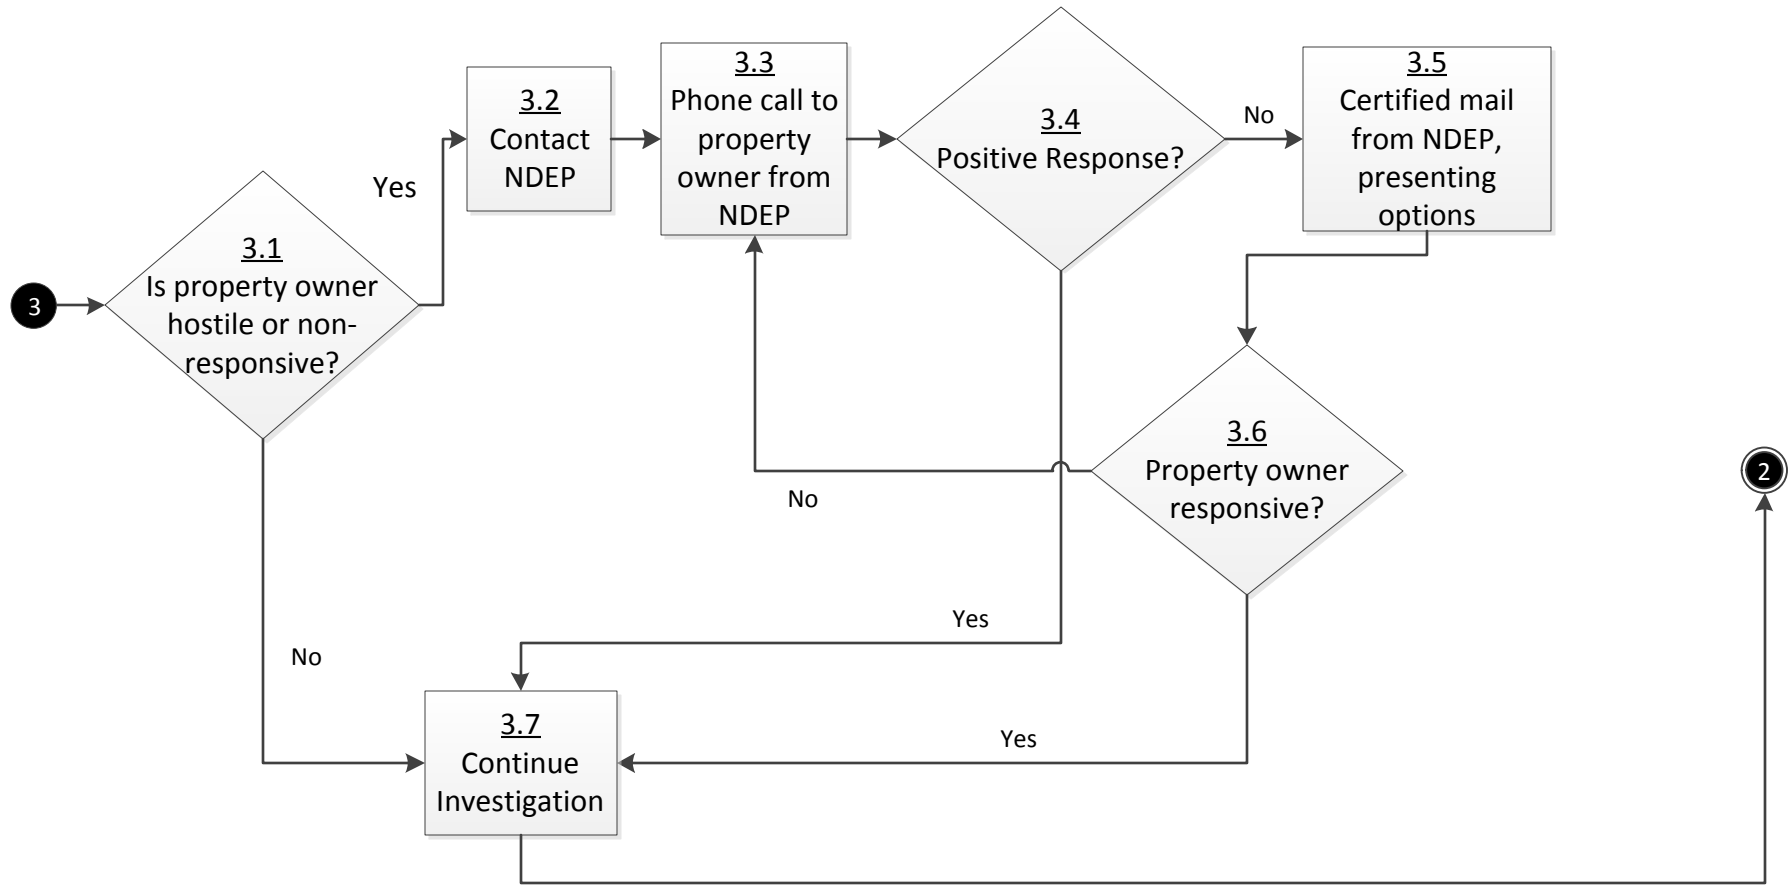 3
3.1
Is property owner
hostile or non-
responsive?
Yes
3.2
Contact
NDEP
3.3
Phone call to
property
owner from
NDEP
3.4
Positive Response?
No
3.5
Certified mail
from NDEP,
presenting
options
3.6
Property owner
responsive?
No
Yes
No
3.7
Continue
Investigation
Yes
2